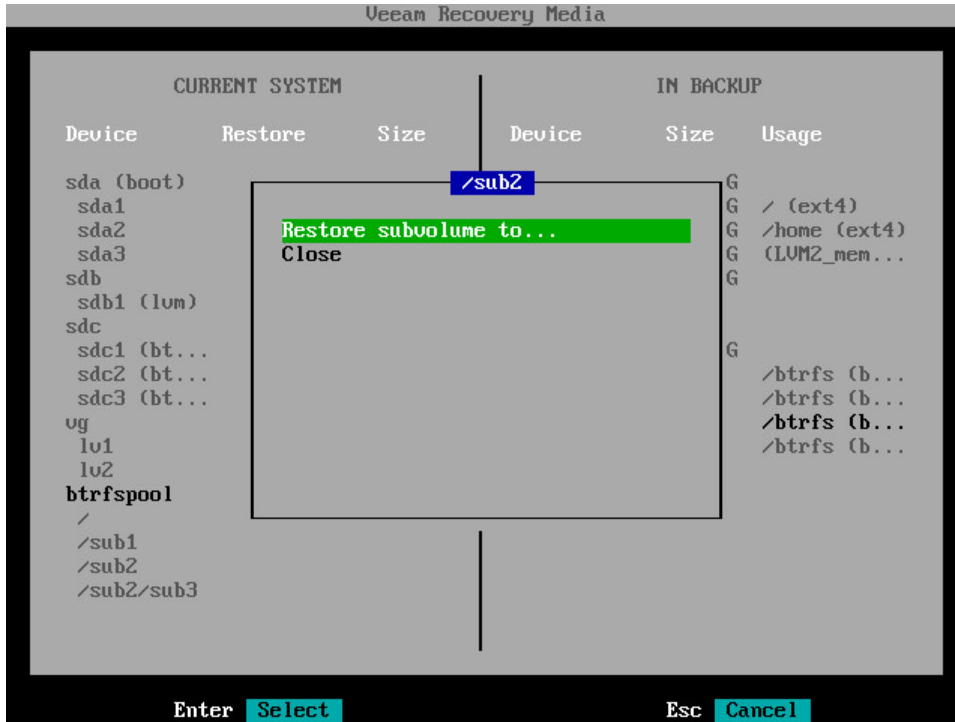 Veeam Recovery Media
CURRENT SYSTEM IN BACKUP
Device Restore Size Device Size Usage
/sub2
sda (boot) G
sda1 G / (ext4)
sda2 Restore subvolume to... G /home (ext4)
sda3 Close G (LVM2_mem...
sdb G
sdb1 (lvm)
sdc
sdc1 (bt... G
sdc2 (bt... /btrfs (b...
sdc3 (bt... /btrfs (b...
vg /btrfs (b...
lv1 /btrfs (b...
lv2
btrfspool
/
/sub1
/sub2
/sub2/sub3
Enter Select Esc Cancel